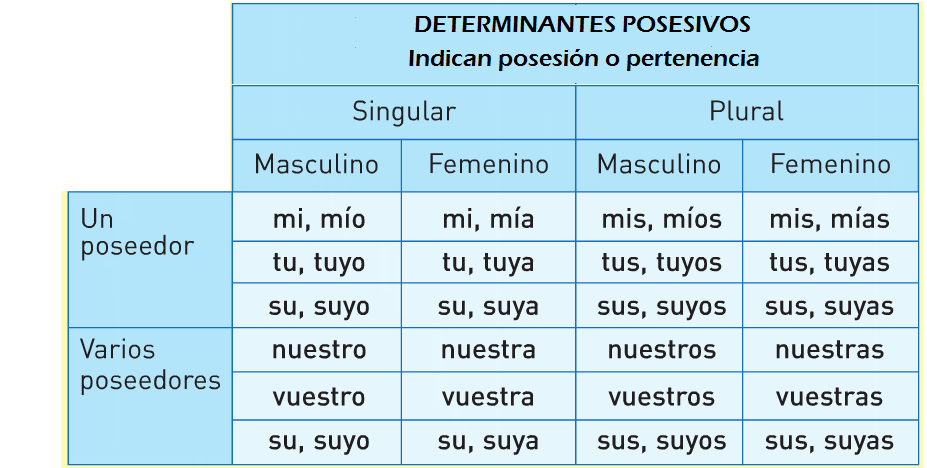 DETERMINANTES POSESIVOS
Indican posesión o pertenencia
Singular Plural
Masculino Femenino Masculino Femenino
Un poseedor mi, mío mi, mía mis, míos mis, mías
tu, tuyo tu, tuya tus, tuyos tus, tuyas
su, suyo su, suya sus, suyos sus, suyas
Varios poseedores nuestro nuestra nuestros nuestras
vuestro vuestra vuestros vuestras
su, suyo su, suya sus, suyos sus, suyas